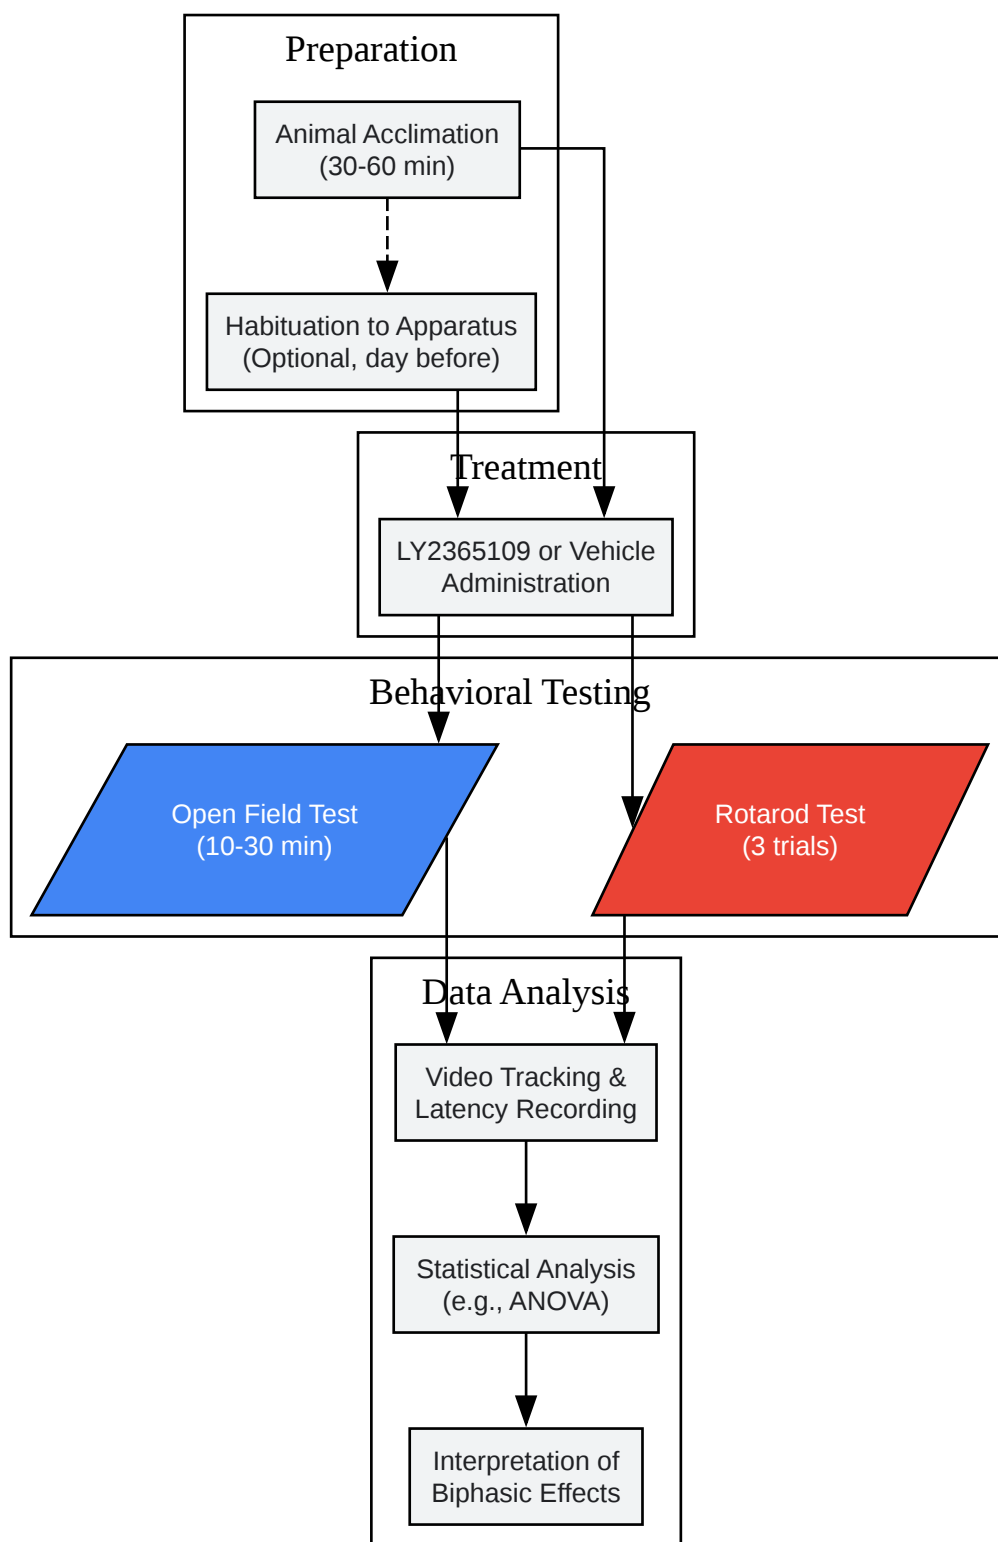 Preparation
Animal Acclimation
(30-60 min)
Habituation to Apparatus
(Optional, day before)
Treatment
LY2365109 or Vehicle
Administration
Behavioral Testing
Open Field Test
(10-30 min)
Rotarod Test
(3 trials)
Data Analysis
Video Tracking &
Latency Recording
Statistical Analysis
(e.g., ANOVA)
Interpretation of
Biphasic Effects